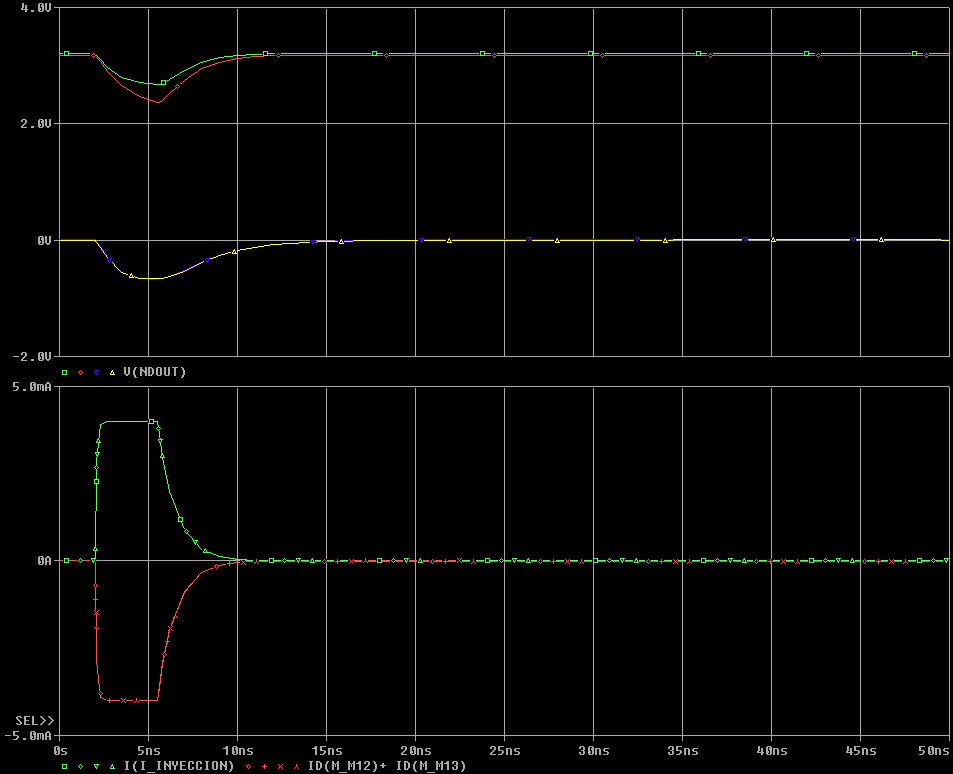 4.0V
2.0V
0V
-2.0V
V(NDOUT)
5.0mA
0A
SEL>>
-5.0mA
0s 5ns 10ns 15ns 20ns 25ns 30ns 35ns 40ns 45ns 50ns
I(I_INYECCION) ID(M_M12)+ ID(M_M13)